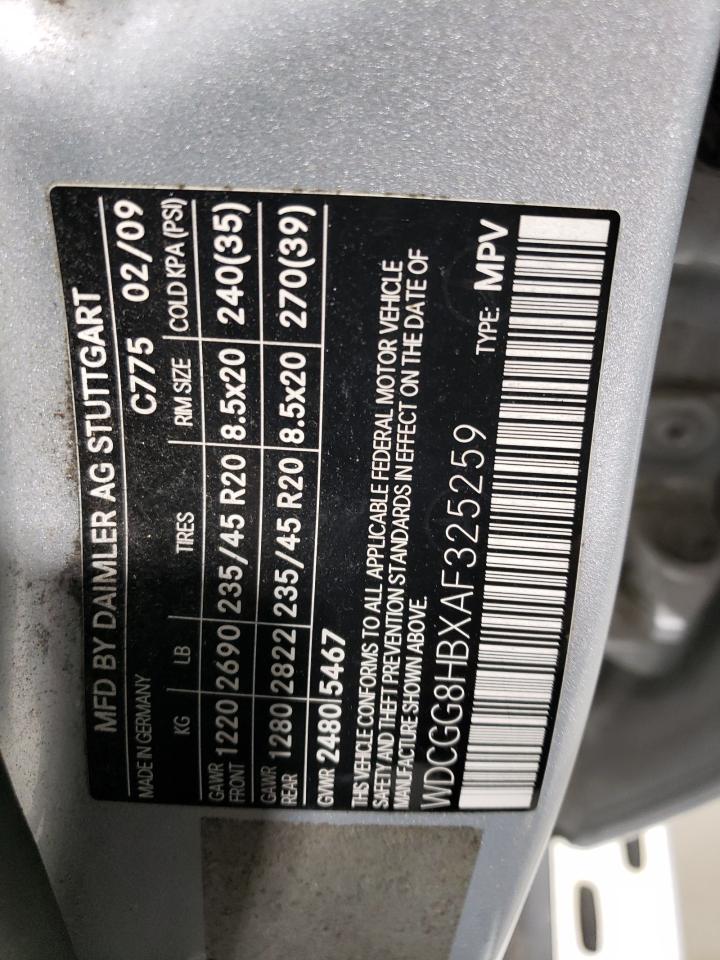 MFD BY DAIMLER AG STUTTGART
MADE IN GERMANY C775 02/09
KG LB TIRES RIM SIZE COLD KPA (PSI)
GAWR FRONT 1220 2690 235/45 R20 8.5x20 240(35)
GAWR REAR 1280 2822 235/45 R20 8.5x20 270(39)
GVWR 2480 5467
THIS VEHICLE CONFORMS TO ALL APPLICABLE FEDERAL MOTOR VEHICLE
SAFETY AND THEFT PREVENTION STANDARDS IN EFFECT ON THE DATE OF
MANUFACTURE SHOWN ABOVE.
WDCGG8HBXAF325259 TYPE: MPV